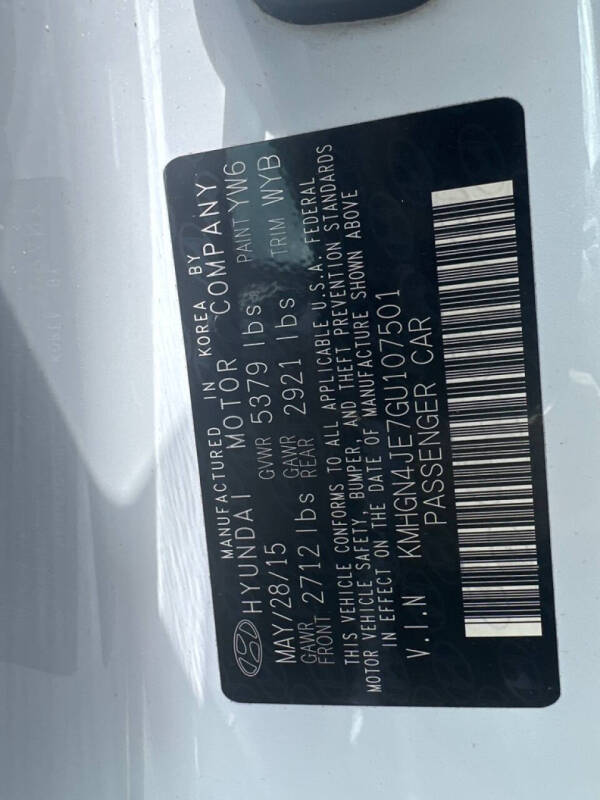 MANUFACTURED IN KOREA BY
HYUNDAI MOTOR COMPANY
MAY/28/15 GVWR 5379 lbs PAINT YW6
GAWR FRONT 2712 lbs GAWR REAR 2921 lbs TRIM WYB
THIS VEHICLE CONFORMS TO ALL APPLICABLE U.S.A. FEDERAL
MOTOR VEHICLE SAFETY, BUMPER, AND THEFT PREVENTION STANDARDS
IN EFFECT ON THE DATE OF MANUFACTURE SHOWN ABOVE
V.I.N KMHGN4JE7GU107501
PASSENGER CAR